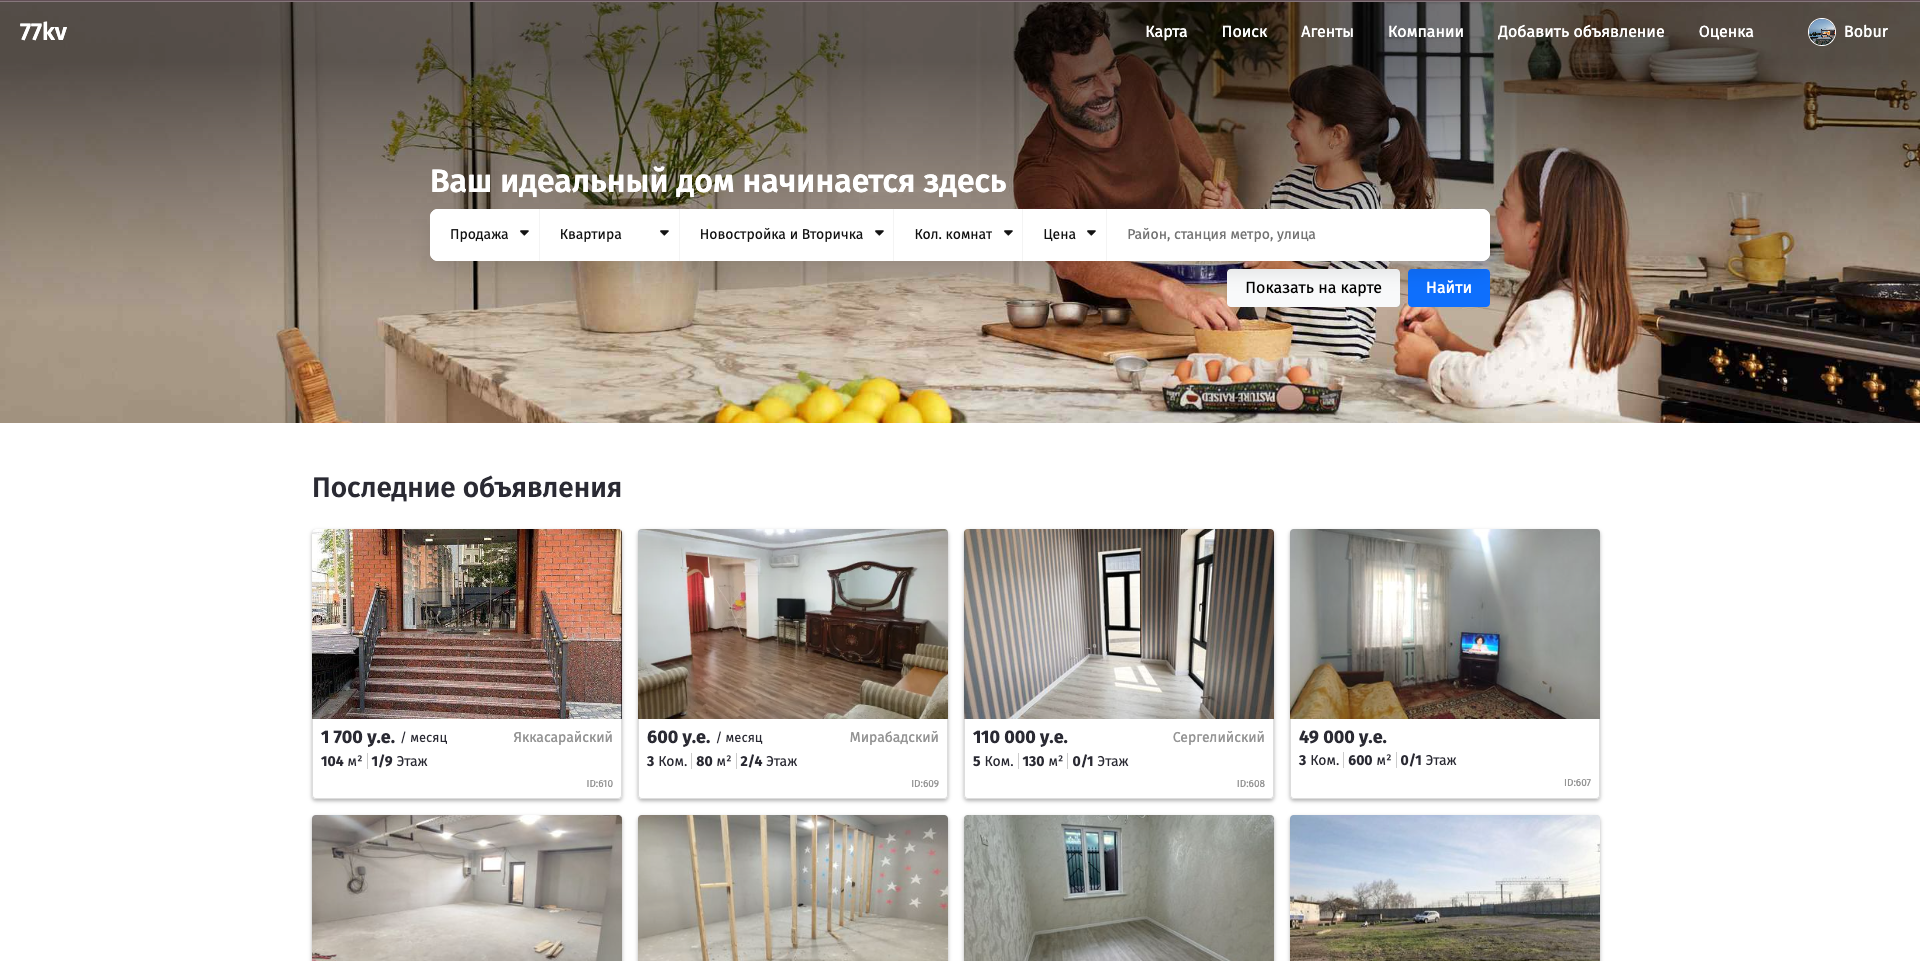 77kv
Карта Поиск Агенты Компании Добавить объявление Оценка Bobur
Ваш идеальный дом начинается здесь
Продажа Квартира Новостройка и Вторичка Кол. комнат Цена Район, станция метро, улица
Показать на карте Найти
PASTURE-RAISED
Последние объявления
1 700 y.e. / месяц Яккасарайский
104 м² 1/9 Этаж
ID:610
600 y.e. / месяц Мирабадский
3 Ком. 80 м² 2/4 Этаж
ID:609
110 000 y.e. Сергелийский
5 Ком. 130 м² 0/1 Этаж
ID:608
49 000 y.e.
3 Ком. 600 м² 0/1 Этаж
ID:607